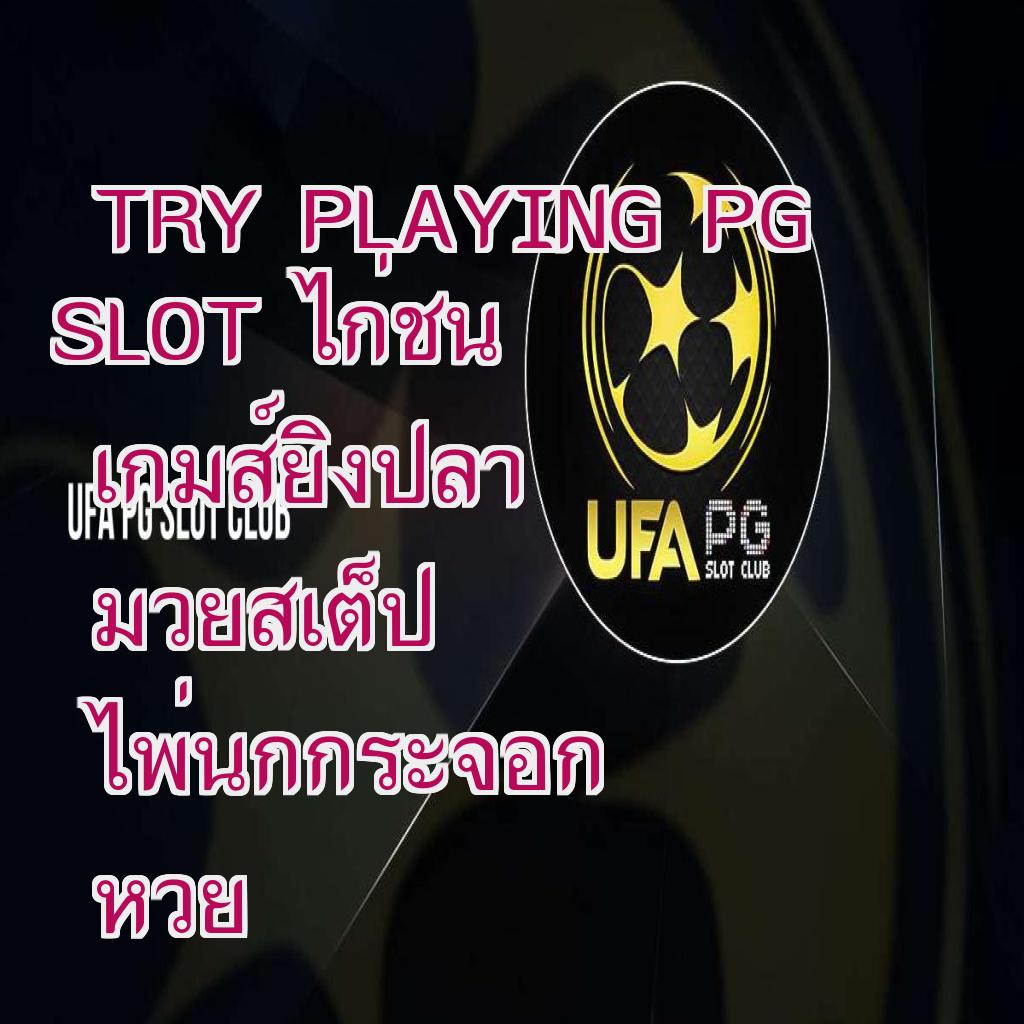 TRY PLAYING PG
SLOT ไก่ชน
เกมส์ยิงปลา
UFA PG SLOT CLUB
มวยสเต็ป
ไพ่นกกระจอก
หวย
UFA PG
SLOT CLUB